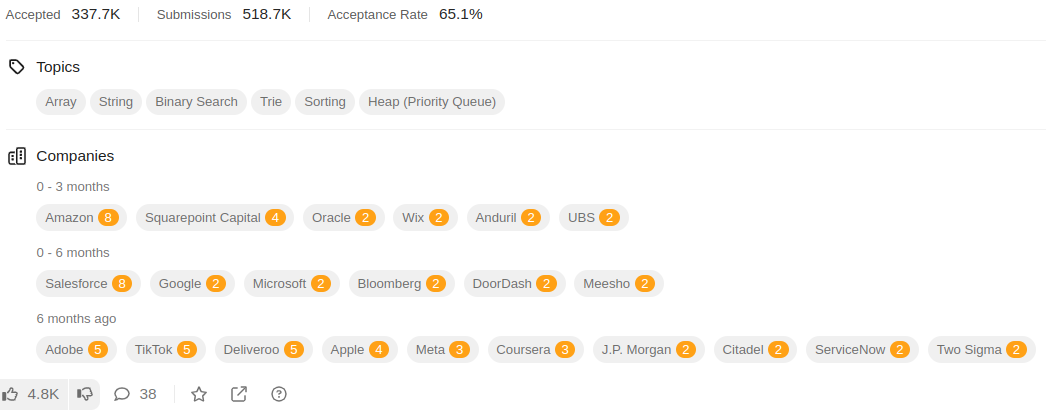 Accepted 337.7K Submissions 518.7K Acceptance Rate 65.1%
Topics
Array String Binary Search Trie Sorting Heap (Priority Queue)
Companies
0 - 3 months
Amazon 8 Squarepoint Capital 4 Oracle 2 Wix 2 Anduril 2 UBS 2
0 - 6 months
Salesforce 8 Google 2 Microsoft 2 Bloomberg 2 DoorDash 2 Meesho 2
6 months ago
Adobe 5 TikTok 5 Deliveroo 5 Apple 4 Meta 3 Coursera 3 J.P. Morgan 2 Citadel 2 ServiceNow 2 Two Sigma 2
4.8K 38